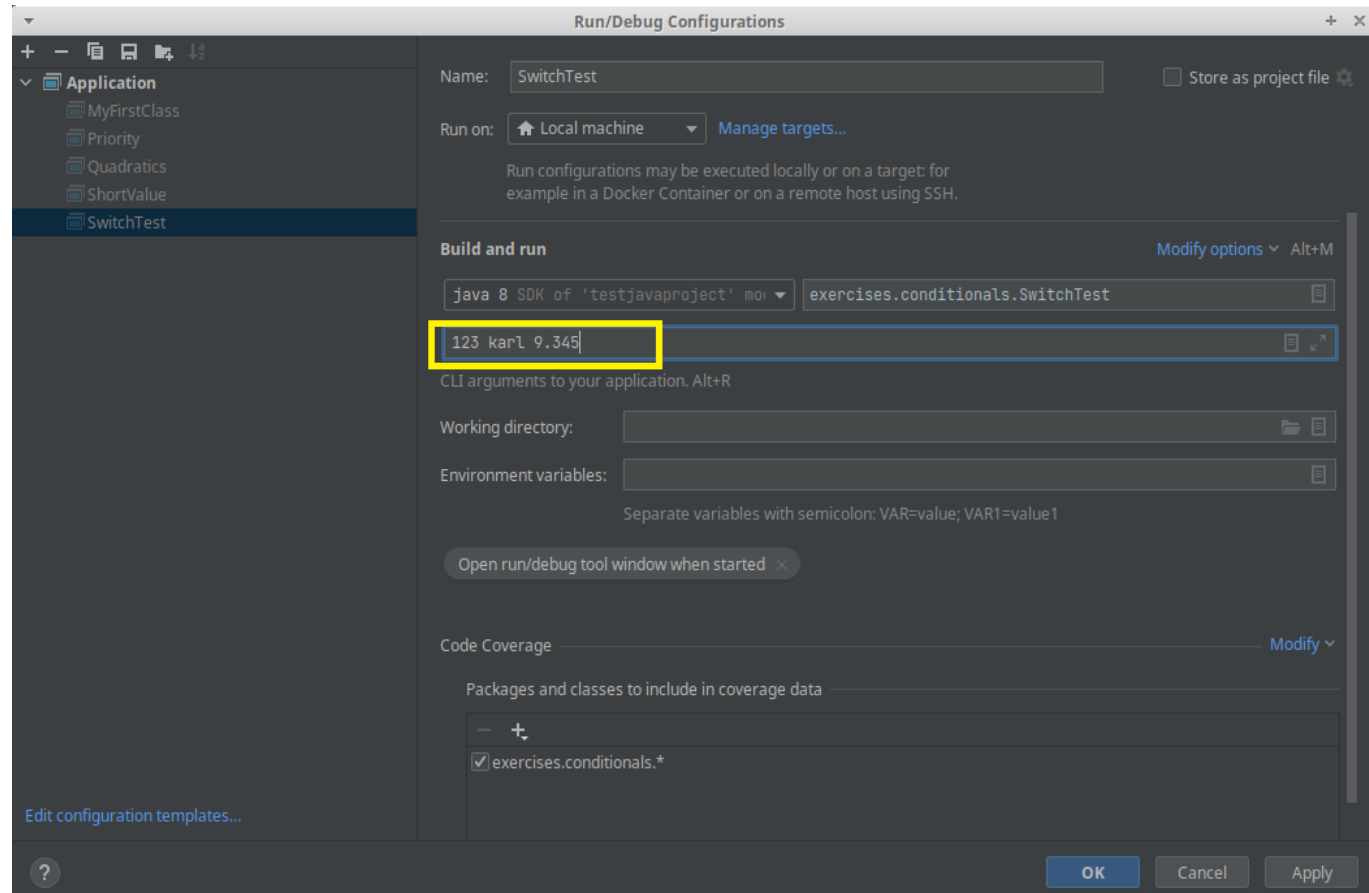 Run/Debug Configurations
Application
MyFirstClass
Priority
Quadratics
ShortValue
SwitchTest
Edit configuration templates...
Name: SwitchTest Store as project file
Run on: Local machine Manage targets...
Run configurations may be executed locally or on a target: for
example in a Docker Container or on a remote host using SSH.
Build and run Modify options Alt+M
java 8 SDK of 'testjavaproject' mo exercises.conditionals.SwitchTest
123 karl 9.345
CLI arguments to your application. Alt+R
Working directory:
Environment variables:
Separate variables with semicolon: VAR=value; VAR1=value1
Open run/debug tool window when started ×
Code Coverage Modify
Packages and classes to include in coverage data
exercises.conditionals.*
? OK Cancel Apply